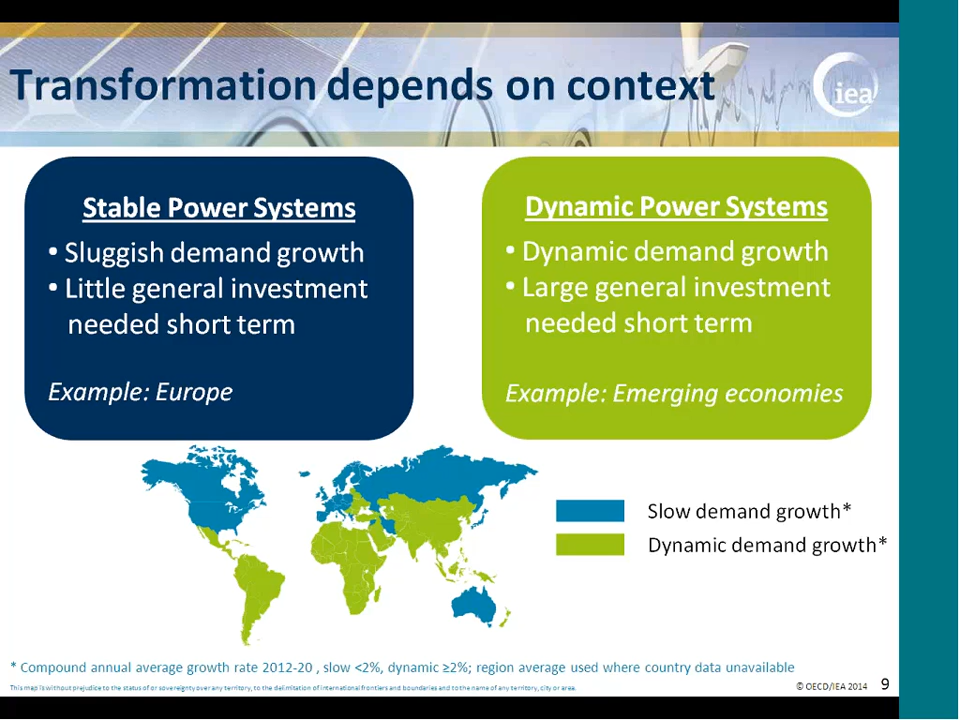 Transformation depends on context
iea
Stable Power Systems
• Sluggish demand growth
• Little general investment
needed short term
Example: Europe
Dynamic Power Systems
• Dynamic demand growth
• Large general investment
needed short term
Example: Emerging economies
Slow demand growth*
Dynamic demand growth*
* Compound annual average growth rate 2012-20 , slow <2%, dynamic ≥2%; region average used where country data unavailable
This map is without prejudice to the status of or sovereignty over any territory, to the delimitation of international frontiers and boundaries and to the name of any territory, city or area.
© OECD/IEA 2014 9